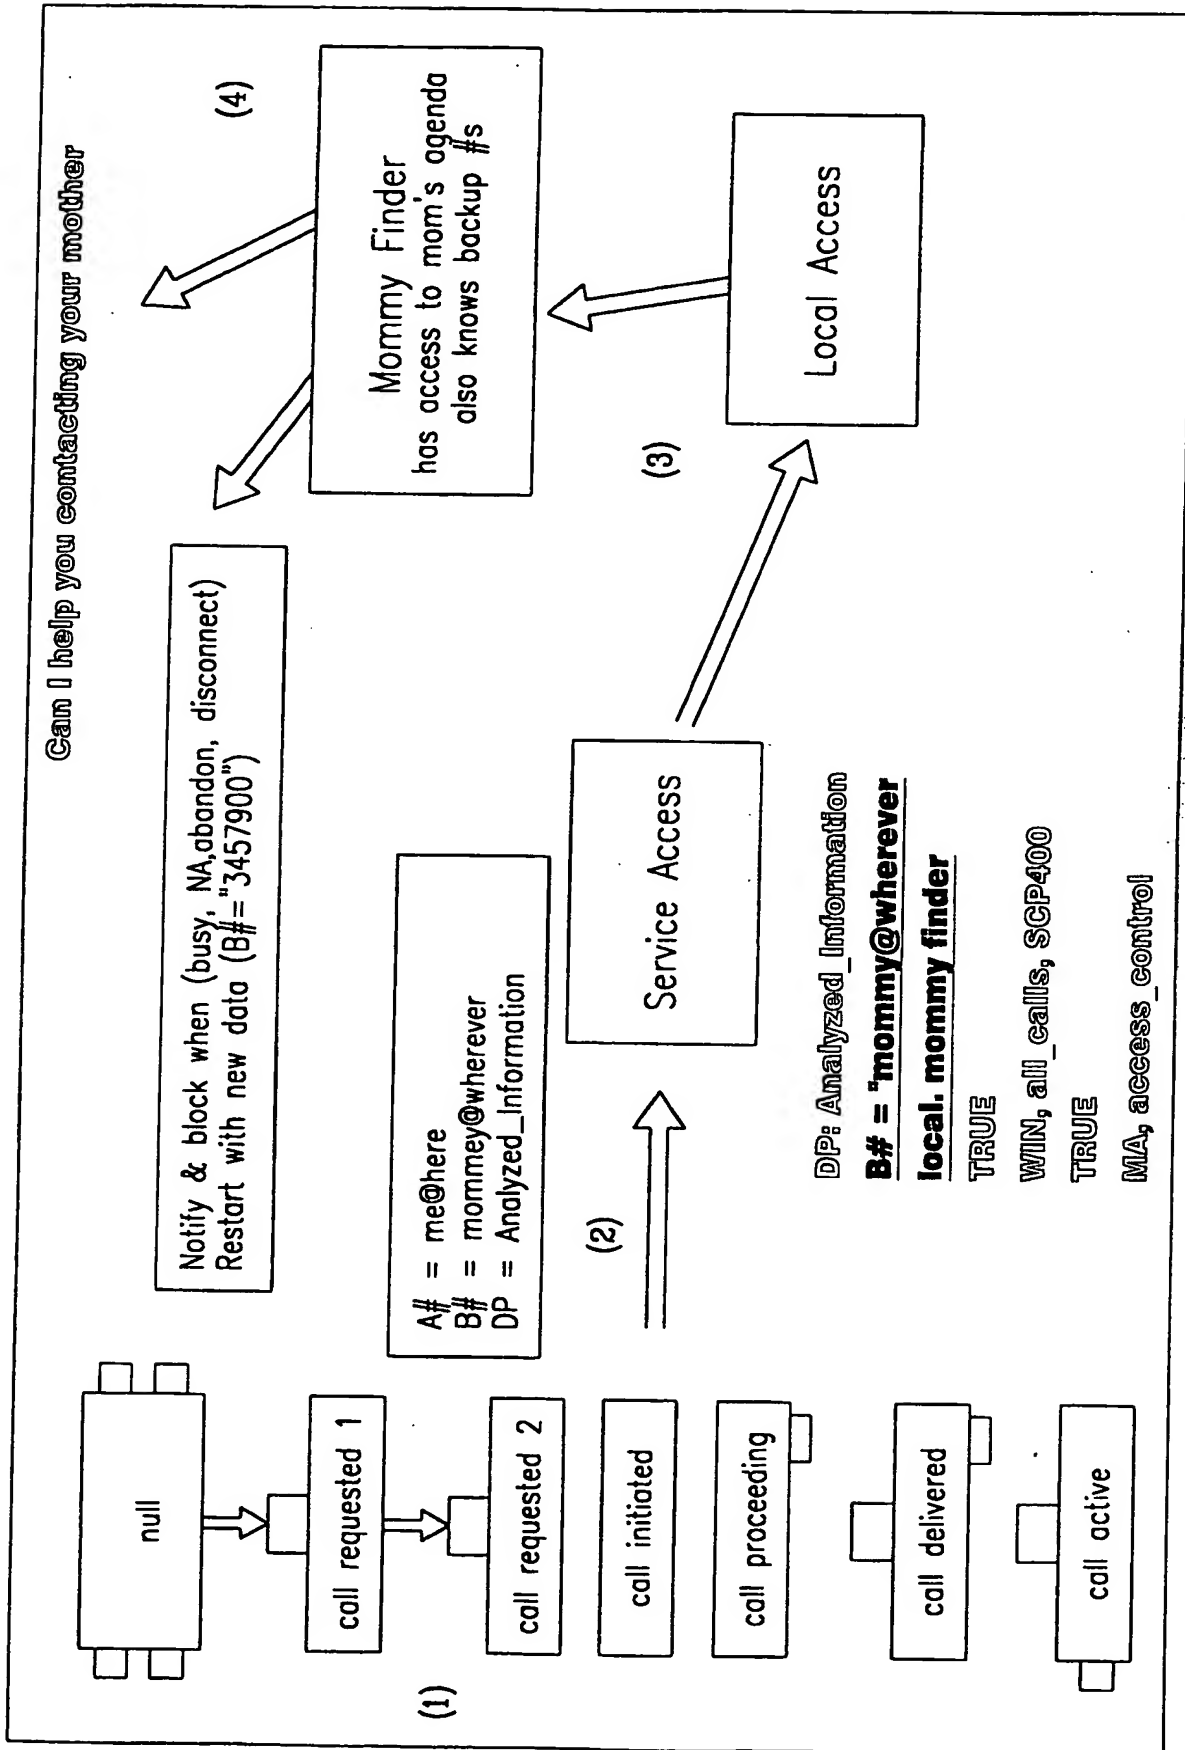 Can I help you contacting your mother
(4)
Notify & block when (busy, NA,abandon, disconnect)
Restart with new data (B#="3457900")
Mommy Finder
has access to mom's agenda
also knows backup #s
null
call requested 1
call requested 2
call initiated
call proceeding
call delivered
call active
(1)
A# = me@here
B# = mommey@wherever
DP = Analyzed_Information
(2)
Service Access
(3)
Local Access
DP: Analyzed_Information
B# = "mommy@wherever
local. mommy finder
TRUE
WIN, all_calls, SCP400
TRUE
MA, access_control